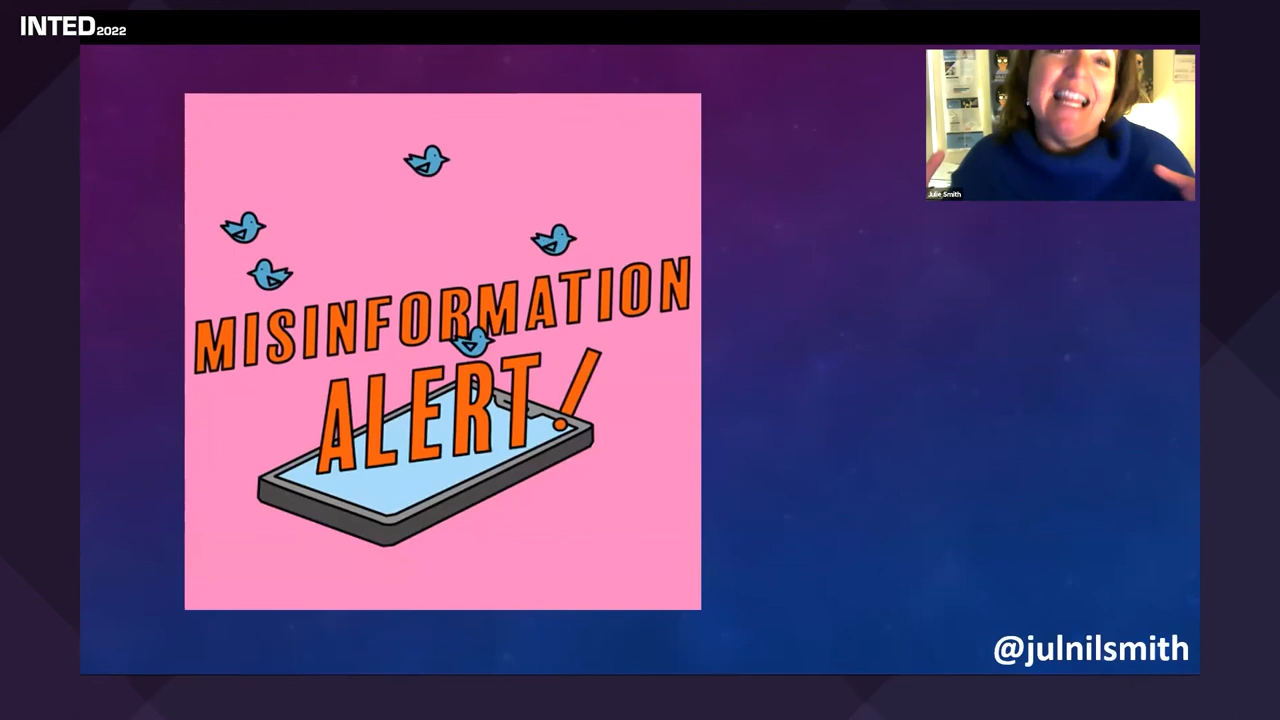 INTED2022
Julie Smith
MISINFORMATION
ALERT!
@julnilsmith